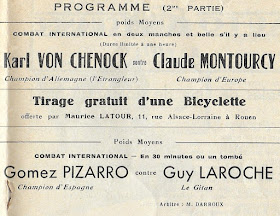 PROGRAMME (2me PARTIE)
poids Moyens
COMBAT INTERNATIONAL en deux manches et belle s'il y a lieu
(Durée limitée à une heure)
Karl VON CHENOCK contre Claude MONTOURCY
Champion d'Allemagne (l'Etrangleur) Champion d'Europe
Tirage gratuit d'une Bicyclette
offerte par Maurice LATOUR, 11, rue Alsace-Lorraine à Rouen
Poids Moyens
COMBAT INTERNATIONAL — En 30 minutes ou un tombé
Gomez PIZARRO contre Guy LAROCHE
Champion d'Espagne Le Gitan
Arbitre : M. DARROUX